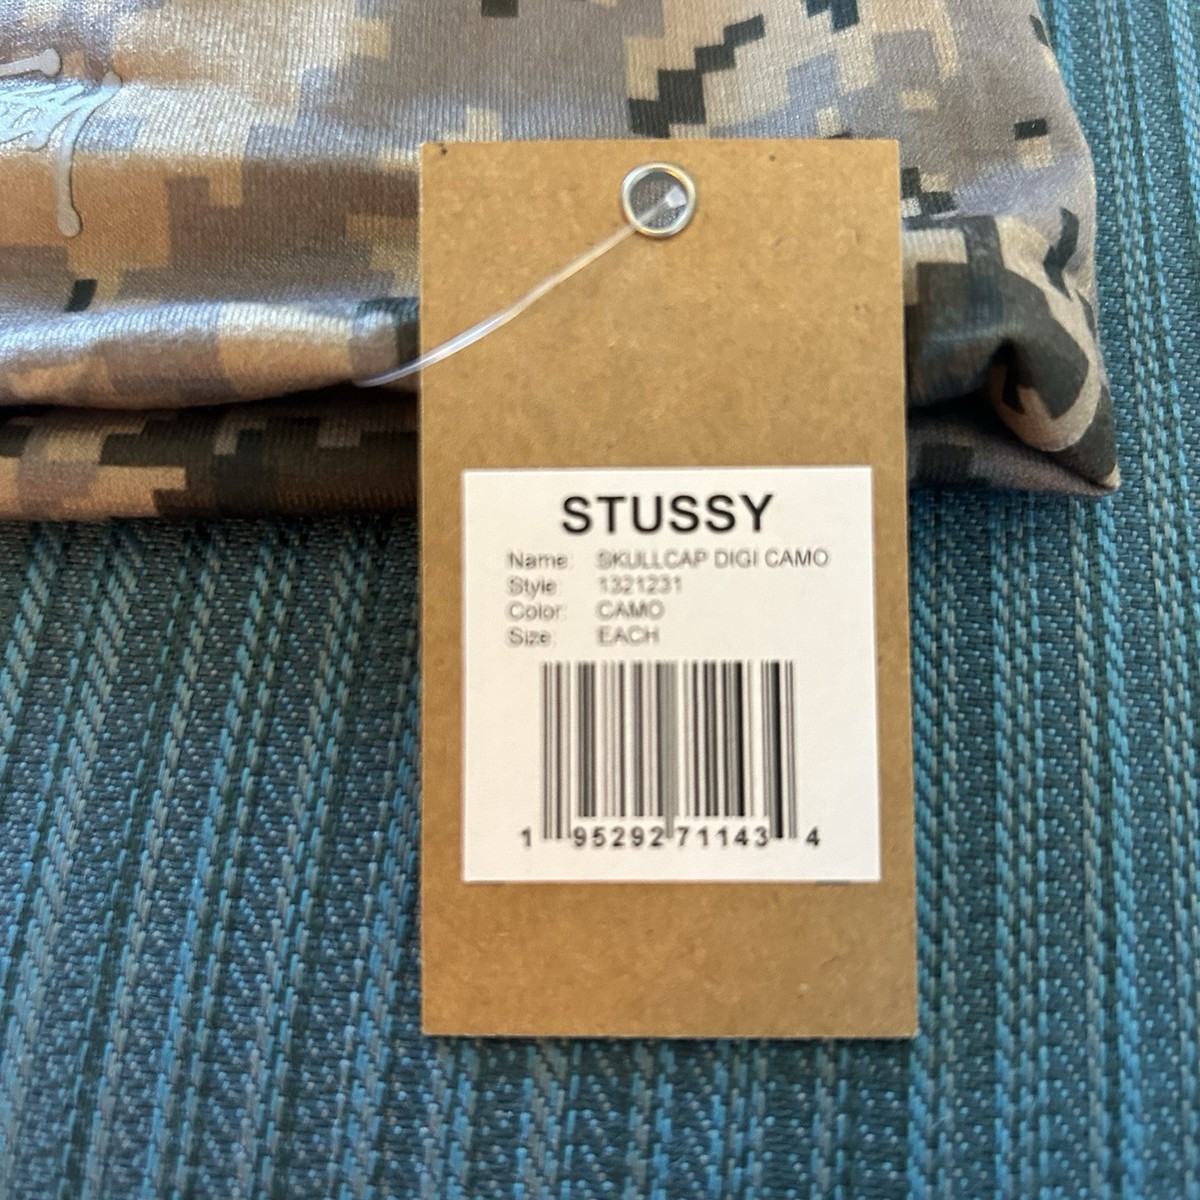 STUSSY
Name: SKULLCAP DIGI CAMO
Style: 1321231
Color: CAMO
Size: EACH
1 95292 71143 4